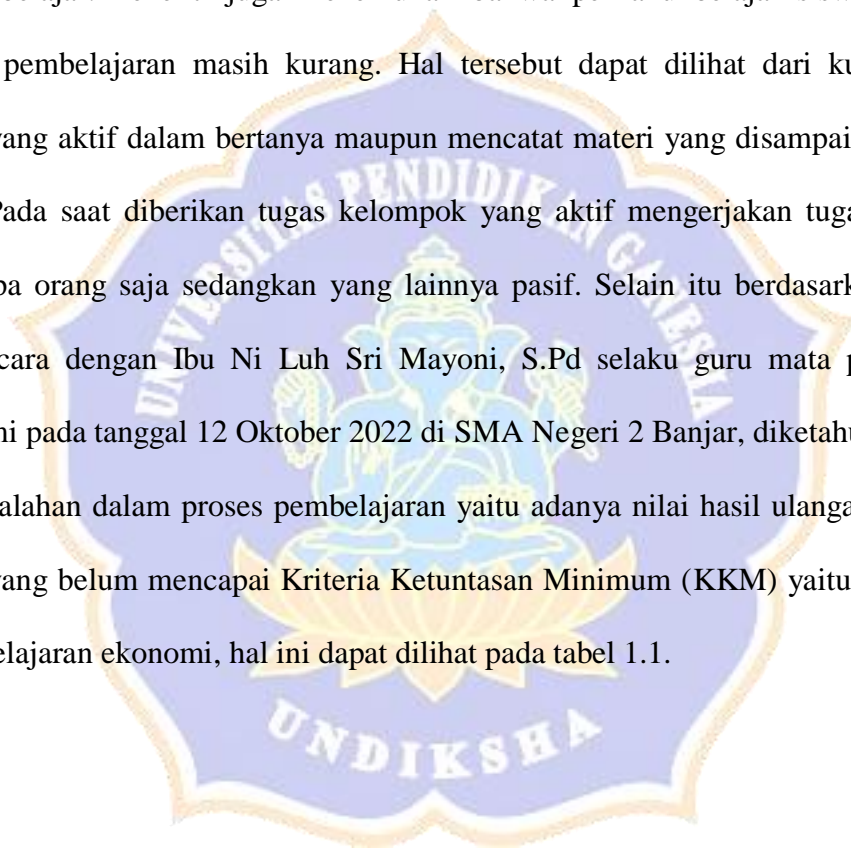 pembelajaran masih kurang. Hal tersebut dapat dilihat dari ku
yang aktif dalam bertanya maupun mencatat materi yang disampai
Pada saat diberikan tugas kelompok yang aktif mengerjakan tuga
pa orang saja sedangkan yang lainnya pasif. Selain itu berdasark
cara dengan Ibu Ni Luh Sri Mayoni, S.Pd selaku guru mata p
ni pada tanggal 12 Oktober 2022 di SMA Negeri 2 Banjar, diketahu
alahan dalam proses pembelajaran yaitu adanya nilai hasil ulanga
yang belum mencapai Kriteria Ketuntasan Minimum (KKM) yaitu
elajaran ekonomi, hal ini dapat dilihat pada tabel 1.1.
UNIVERSITAS PENDIDIKAN GANESHA
UNDIKSHA